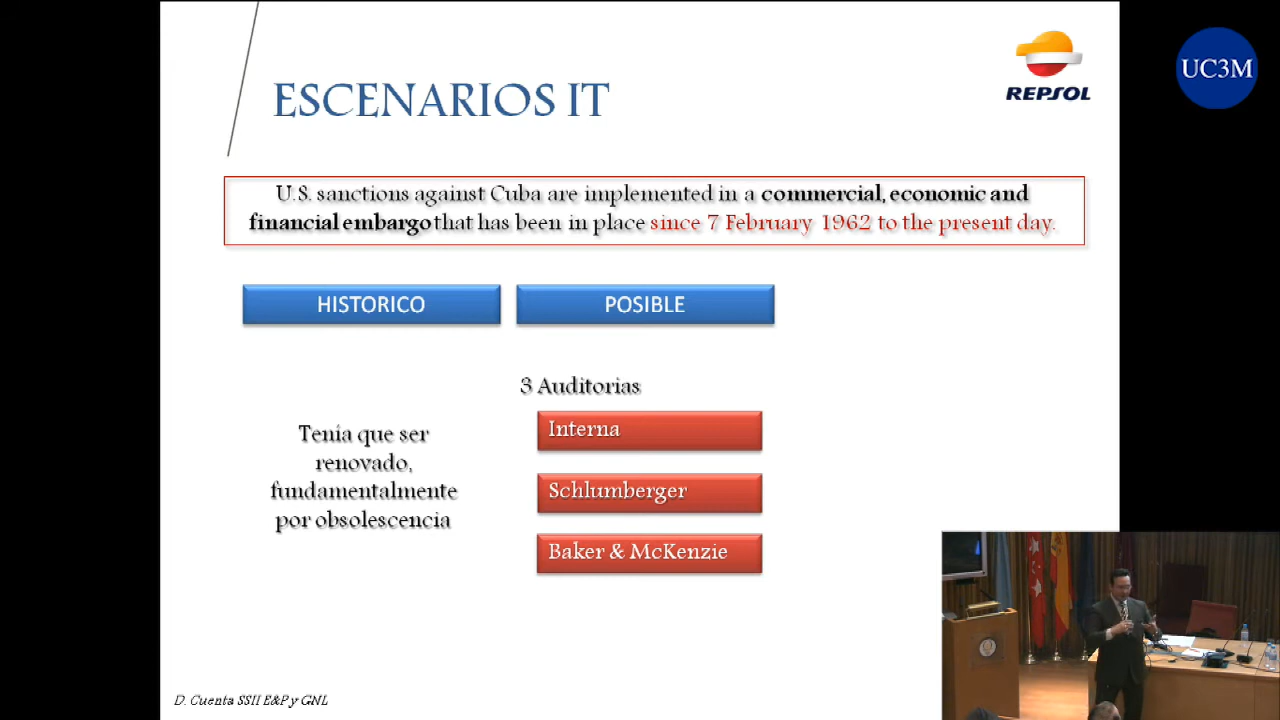 UC3M
REPSOL
ESCENARIOS IT
U.S. sanctions against Cuba are implemented in a commercial, economic and
financial embargo that has been in place since 7 February 1962 to the present day.
HISTORICO
POSIBLE
Tenía que ser
renovado,
fundamentalmente
por obsolescencia
3 Auditorias
Interna
Schlumberger
Baker & McKenzie
D. Cuenta SSII E&P y GNL